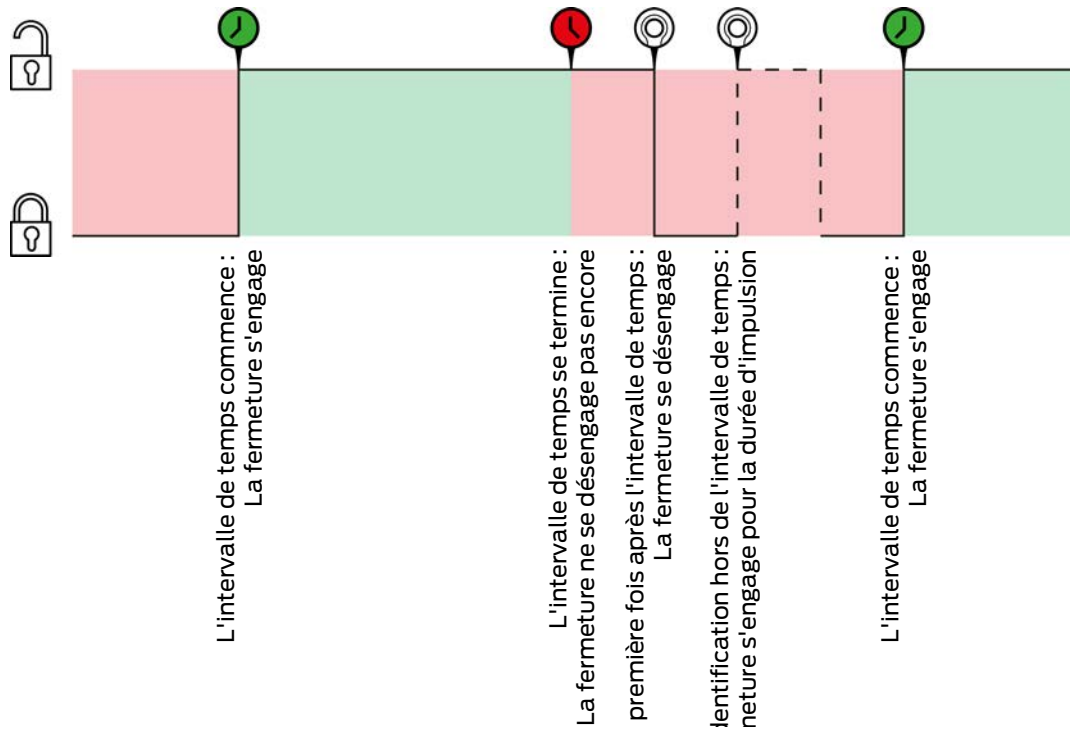 L'intervalle de temps commence :
La fermeture s'engage
L'intervalle de temps se termine :
La fermeture ne se désengage pas encore
première fois après l'intervalle de temps :
La fermeture se désengage
hors de l'intervalle de temps :
s'engage pour la durée d'impulsion
L'intervalle de temps commence :
La fermeture s'engage